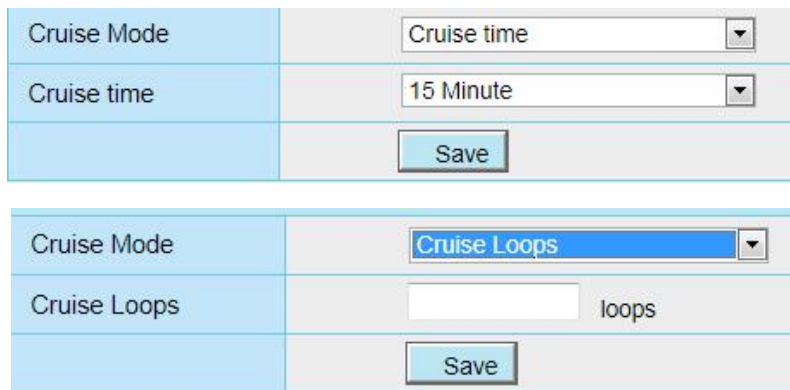 Cruise Mode Cruise time
Cruise time 15 Minute
Save
Cruise Mode Cruise Loops
Cruise Loops loops
Save